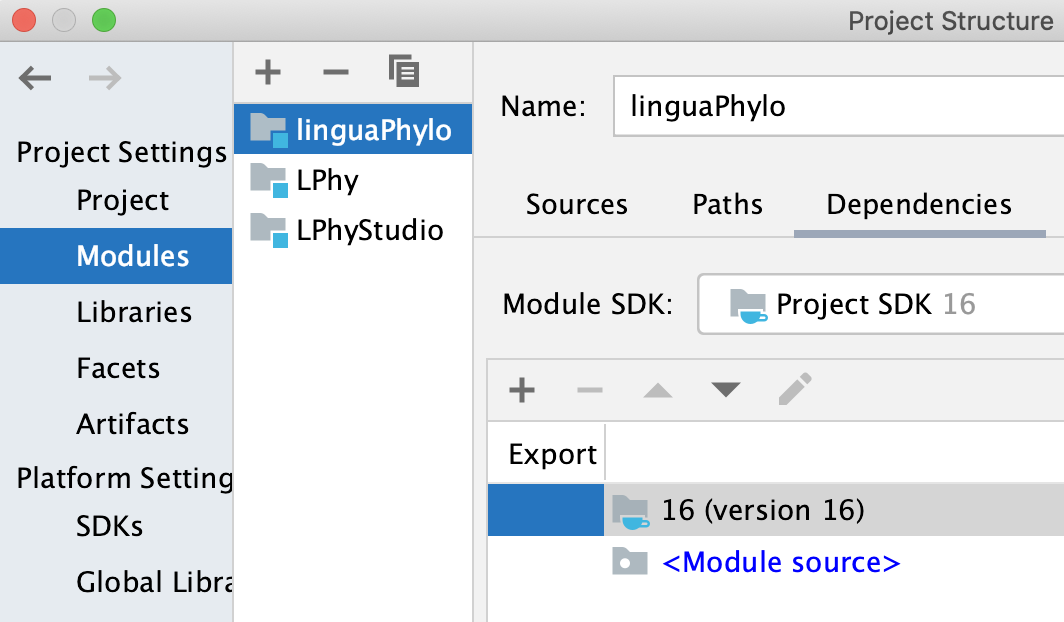 Project Structure
Project Settings
Project
Modules
Libraries
Facets
Artifacts
Platform Setting
SDKs
Global Libra
linguaPhylo
LPhy
LPhyStudio
Name: linguaPhylo
Sources Paths Dependencies
Module SDK: Project SDK 16
Export
16 (version 16)
<Module source>